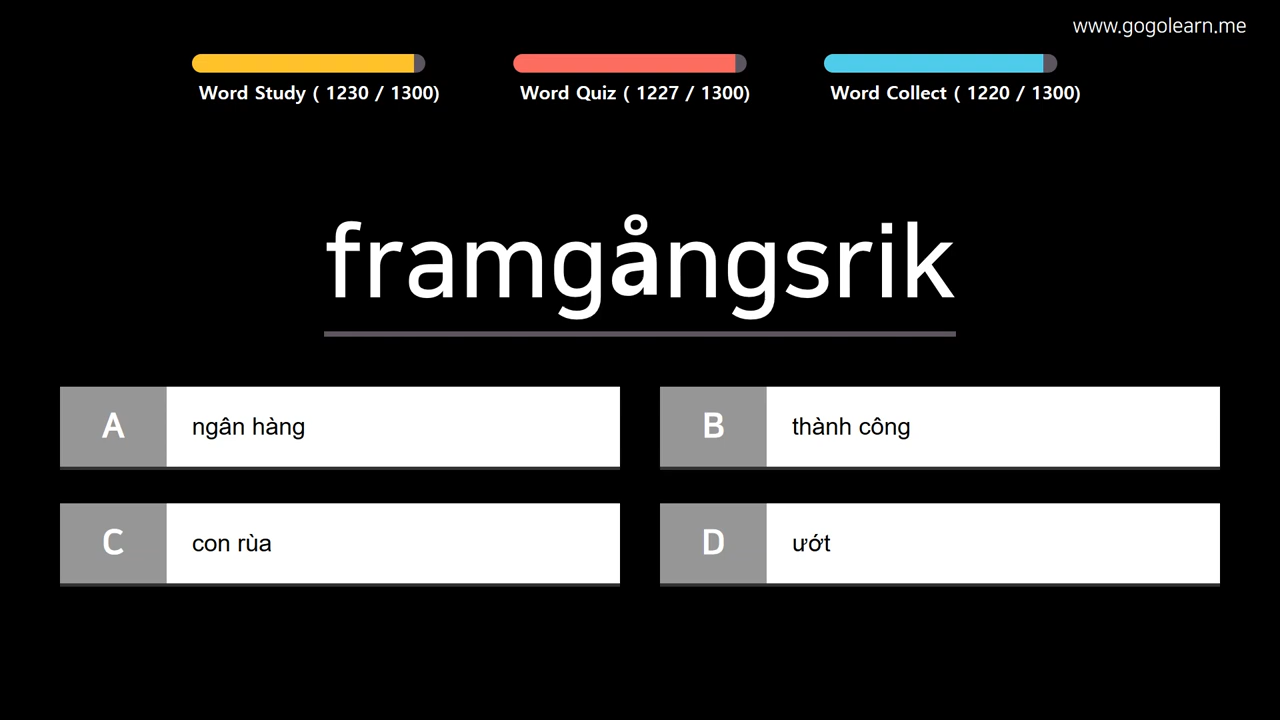 www.gogolearn.me
Word Study ( 1230 / 1300)
Word Quiz ( 1227 / 1300)
Word Collect ( 1220 / 1300)
framgångsrik
A ngân hàng
B thành công
C con rùa
D ướt